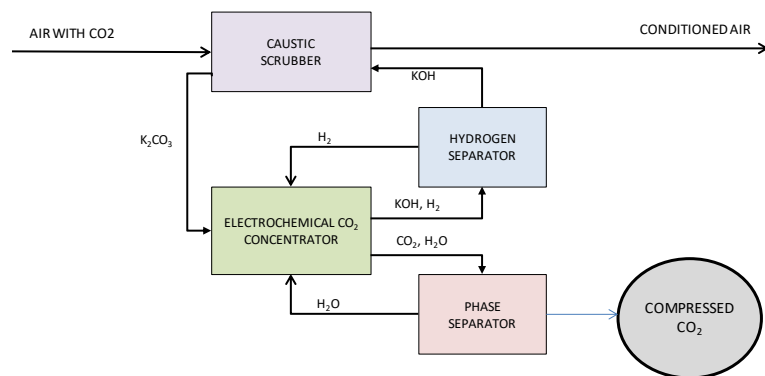 AIR WITH CO2
CAUSTIC
SCRUBBER
CONDITIONED AIR
KOH
K₂CO₃
H₂
HYDROGEN
SEPARATOR
ELECTROCHEMICAL CO₂
CONCENTRATOR
KOH, H₂
CO₂, H₂O
H₂O
PHASE
SEPARATOR
COMPRESSED
CO₂